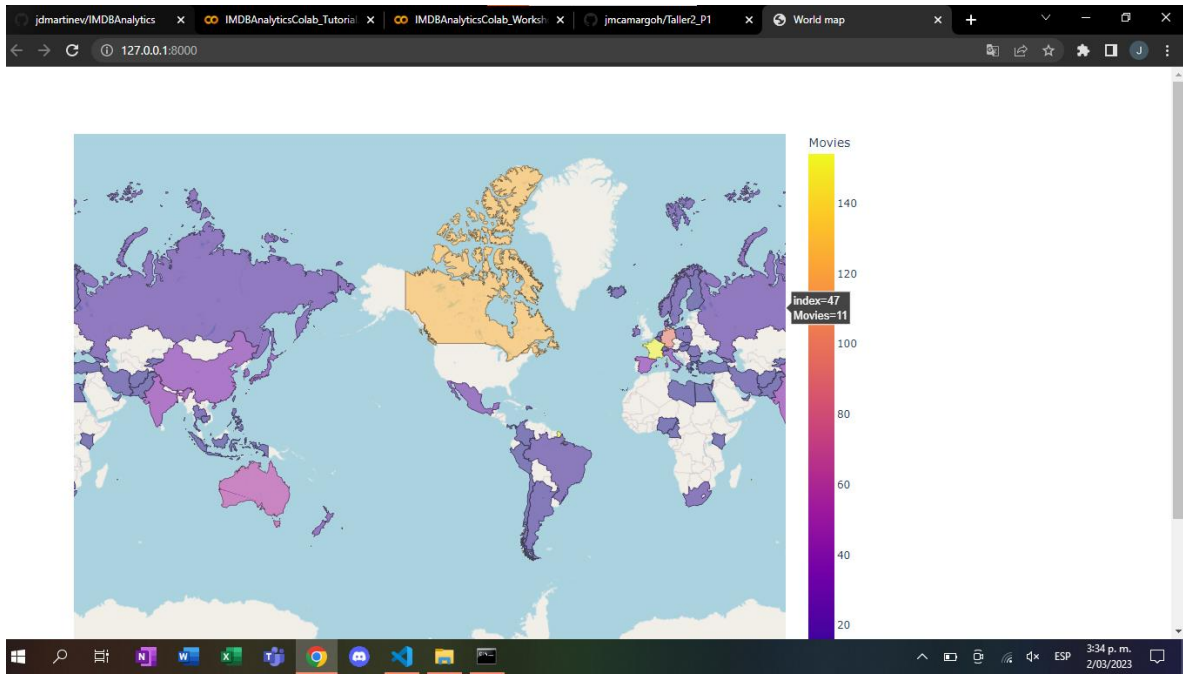 jdmartinev/IMDBAnalytics
IMDBAnalyticsColab_Tutorial.
IMDBAnalyticsColab_Worksh
jmcamargoh/Taller2_P1
World map
127.0.0.1:8000
J
Movies
140
120
index=47
Movies=11
100
80
60
40
20
ESP
3:34 p. m.
2/03/2023